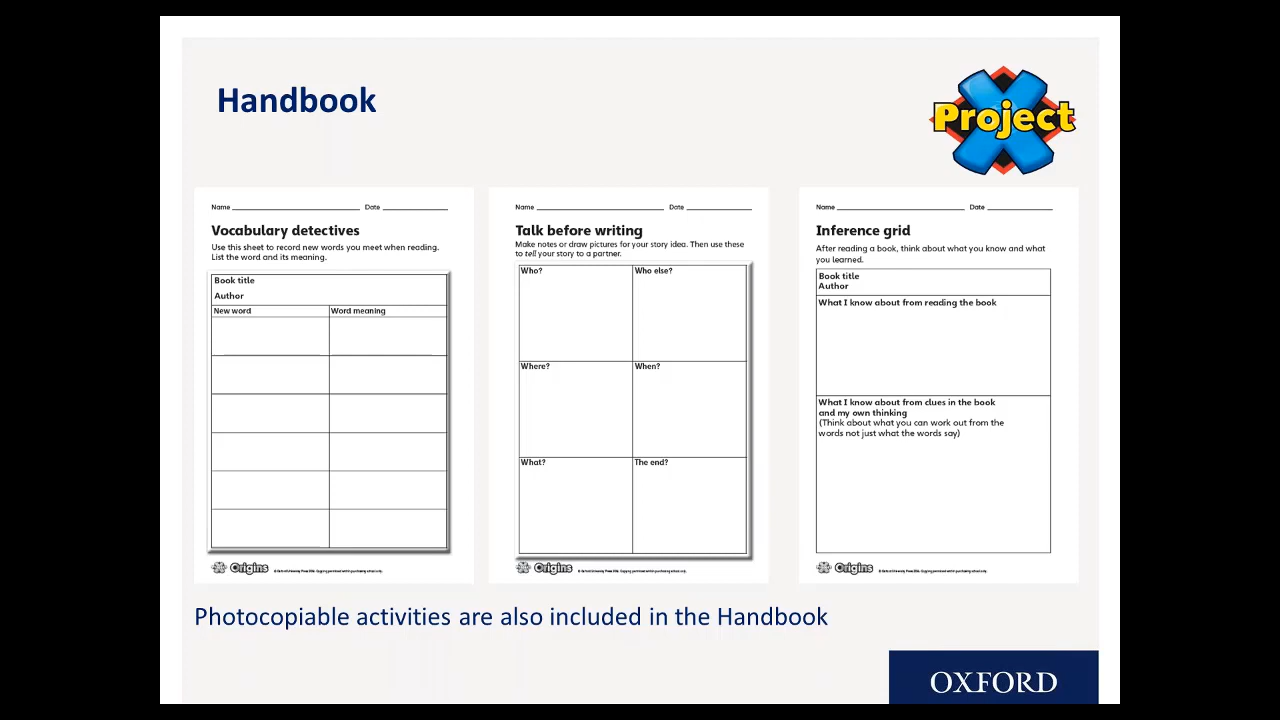 Handbook
Project X
Name Date
Vocabulary detectives
Use this sheet to record new words you meet when reading.
List the word and its meaning.
Book title
Author
New word Word meaning
Origins
Name Date
Talk before writing
Make notes or draw pictures for your story idea. Then use these
to tell your story to a partner.
Who? Who else?
Where? When?
What? The end?
Origins
Name Date
Inference grid
After reading a book, think about what you know and what
you learned.
Book title
Author
What I know about from reading the book
What I know about from clues in the book
and my own thinking
(Think about what you can work out from the
words not just what the words say)
Origins
Photocopiable activities are also included in the Handbook
OXFORD